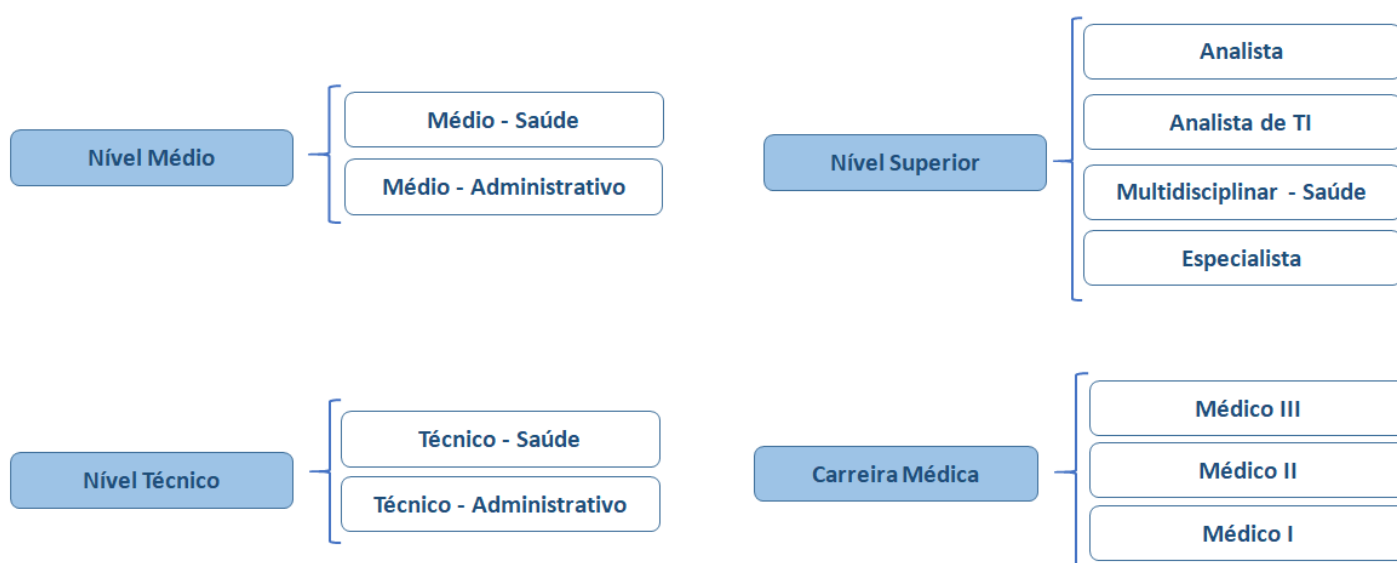 Nível Médio
Médio - Saúde
Médio - Administrativo
Nível Superior
Analista
Analista de TI
Multidisciplinar - Saúde
Especialista
Nível Técnico
Técnico - Saúde
Técnico - Administrativo
Carreira Médica
Médico III
Médico II
Médico I